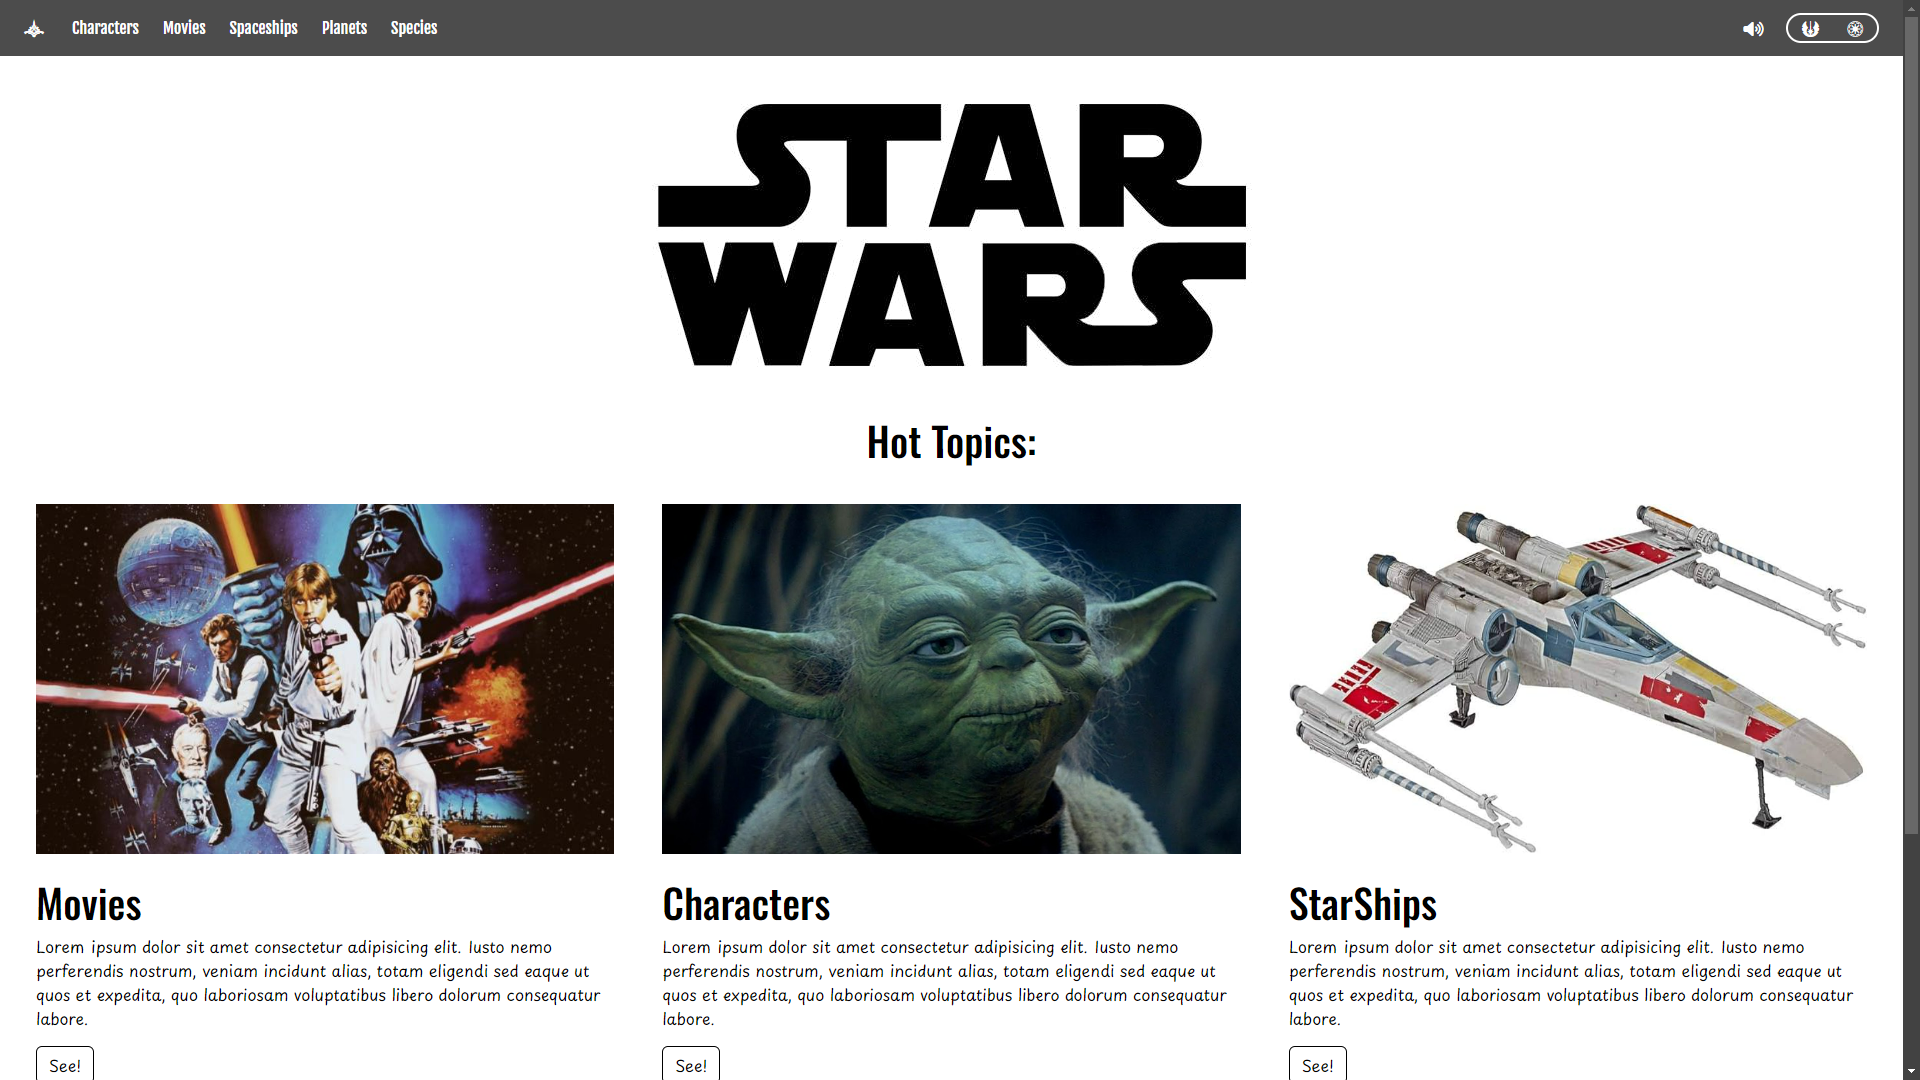 Characters Movies Spaceships Planets Species
STAR
WARS
Hot Topics:
Movies
Lorem ipsum dolor sit amet consectetur adipisicing elit. Iusto nemo
perferendis nostrum, veniam incidunt alias, totam eligendi sed eaque ut
quos et expedita, quo laboriosam voluptatibus libero dolorum consequatur
labore.
See!
Characters
Lorem ipsum dolor sit amet consectetur adipisicing elit. Iusto nemo
perferendis nostrum, veniam incidunt alias, totam eligendi sed eaque ut
quos et expedita, quo laboriosam voluptatibus libero dolorum consequatur
labore.
See!
StarShips
Lorem ipsum dolor sit amet consectetur adipisicing elit. Iusto nemo
perferendis nostrum, veniam incidunt alias, totam eligendi sed eaque ut
quos et expedita, quo laboriosam voluptatibus libero dolorum consequatur
labore.
See!